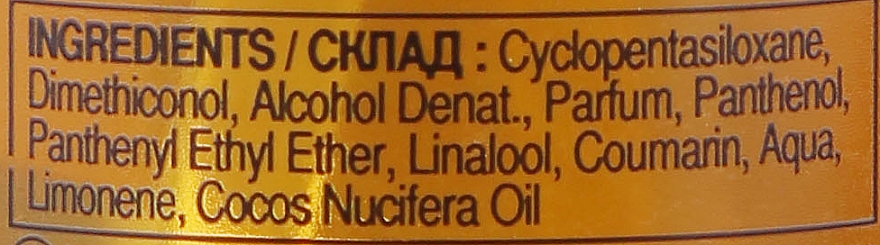 INGREDIENTS / СКЛАД : Cyclopentasiloxane,
Dimethiconol, Alcohol Denat., Parfum, Panthenol,
Panthenyl Ethyl Ether, Linalool, Coumarin, Aqua,
Limonene, Cocos Nucifera Oil